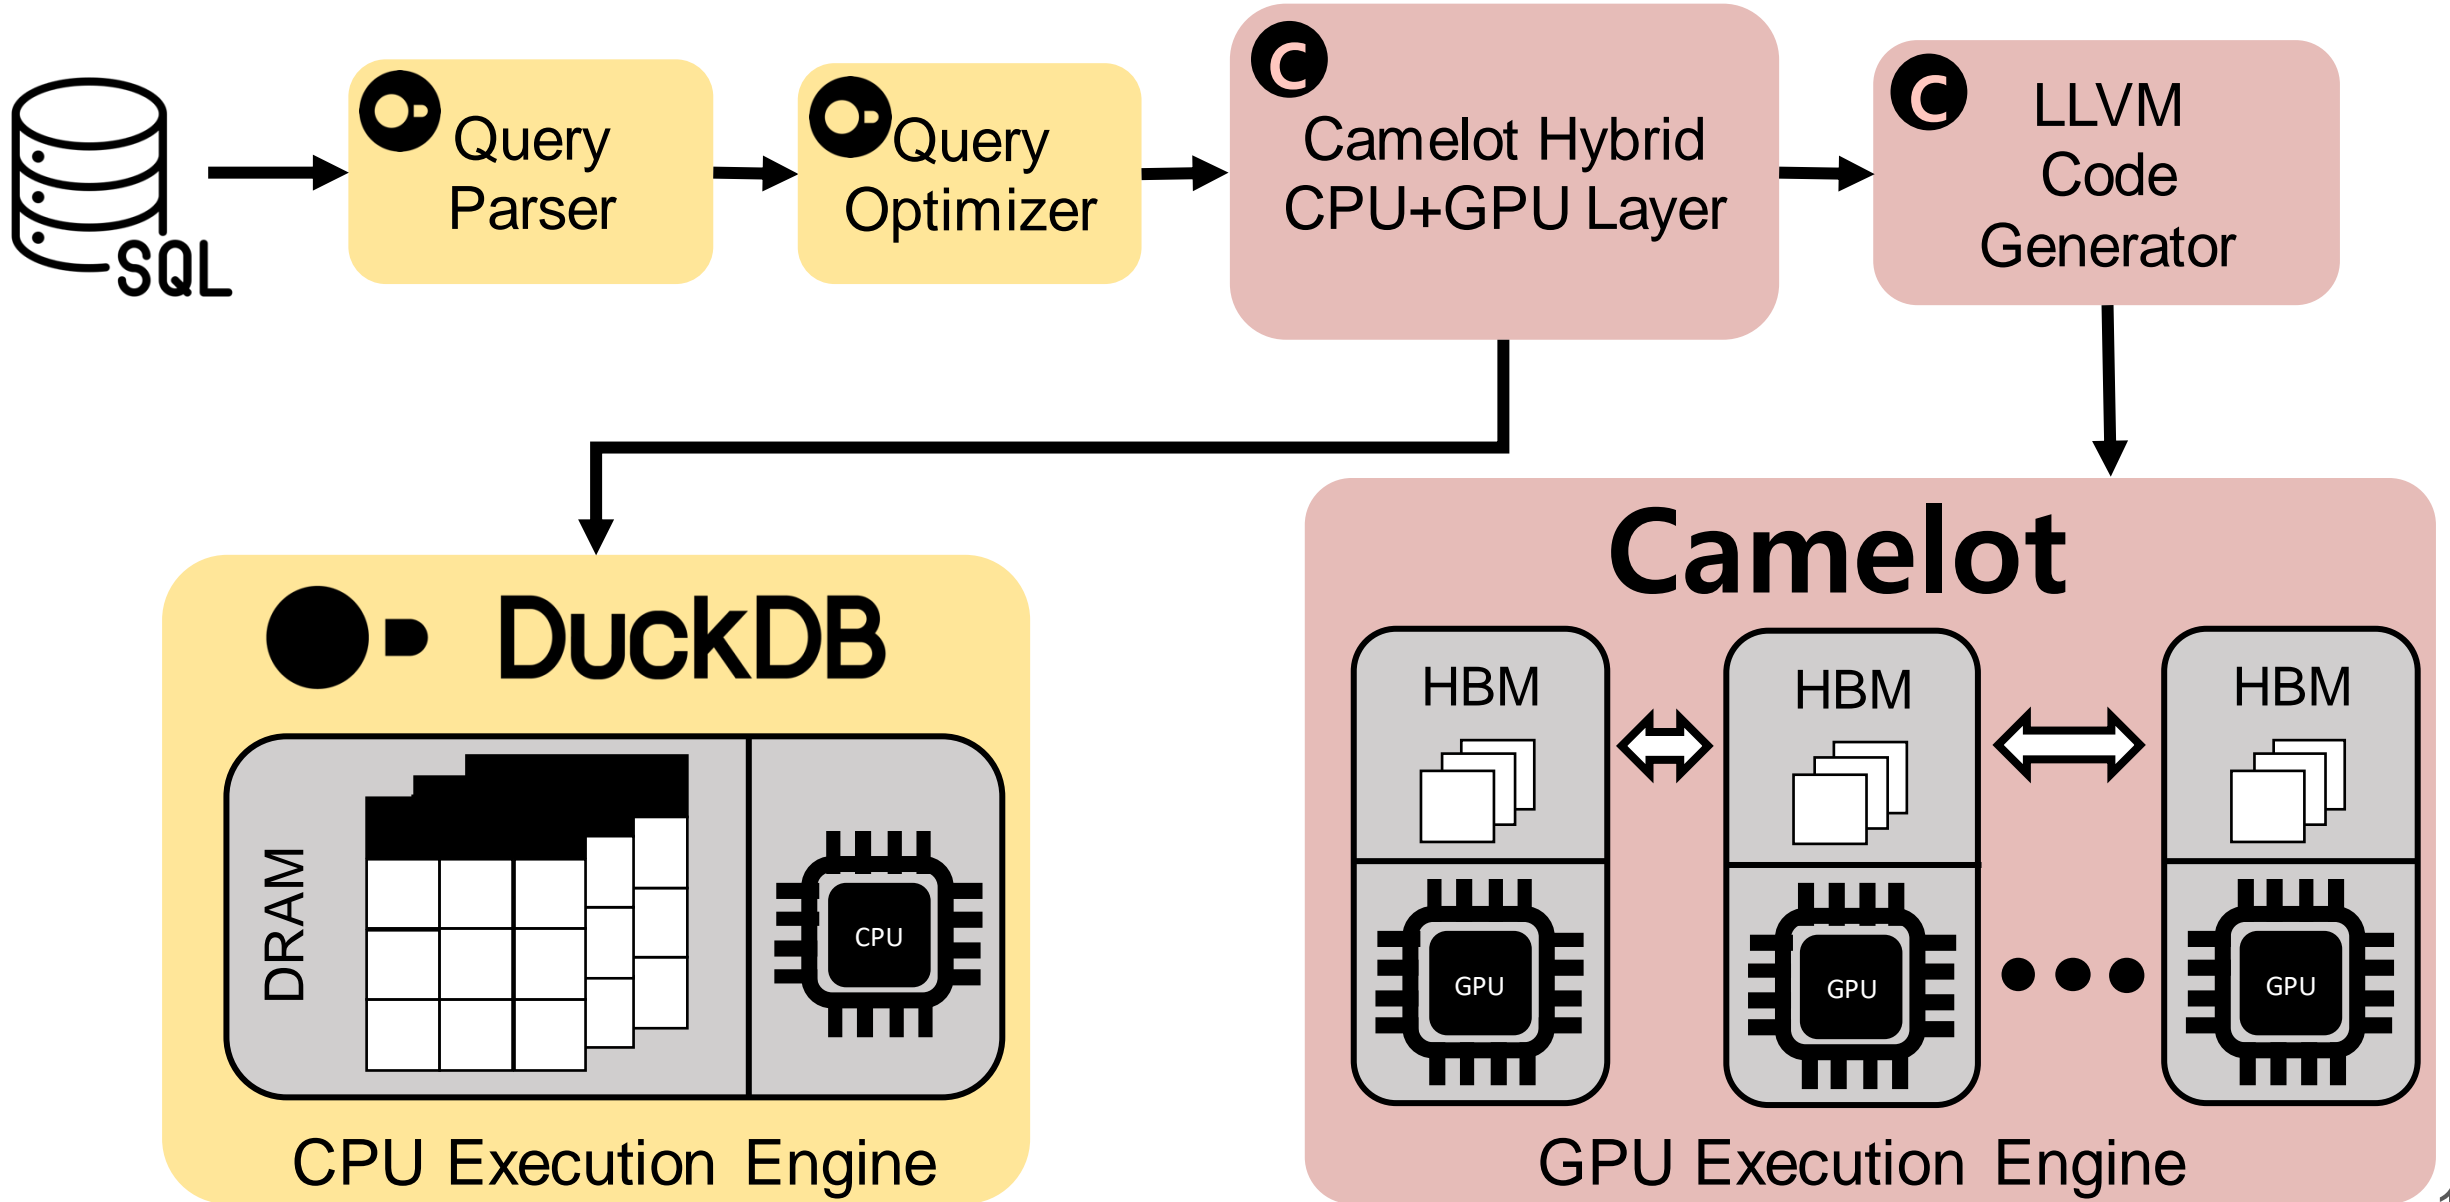 SQL
Query
Parser
Query
Optimizer
C
Camelot Hybrid
CPU+GPU Layer
C
LLVM
Code
Generator
DuckDB
DRAM
CPU
CPU Execution Engine
Camelot
HBM
HBM
HBM
GPU
GPU
GPU
GPU Execution Engine